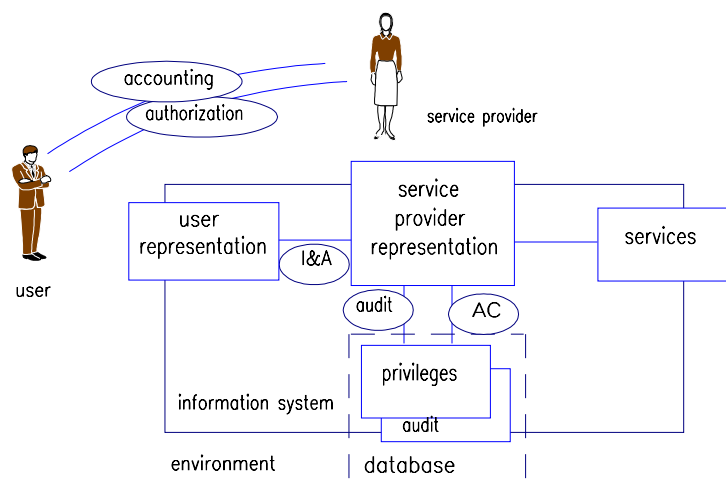 accounting
authorization
service provider
user
user
representation
service
provider
representation
services
I&A
audit
AC
privileges
audit
information system
environment
database